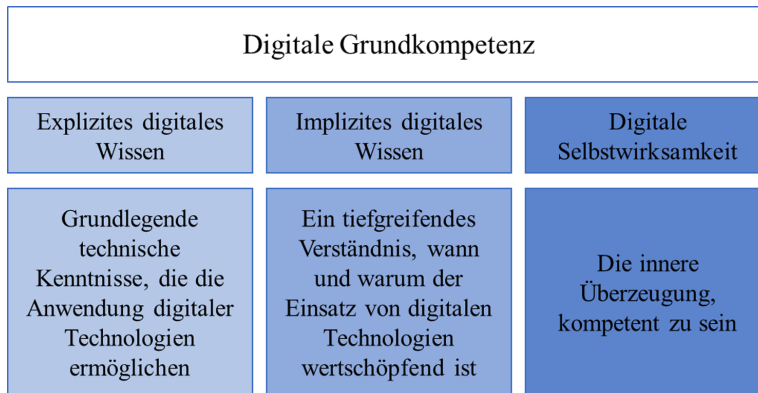 Digitale Grundkompetenz
Explizites digitales
Wissen
Implizites digitales
Wissen
Digitale
Selbstwirksamkeit
Grundlegende
technische
Kenntnisse, die die
Anwendung digitaler
Technologien
ermöglichen
Ein tiefgreifendes
Verständnis, wann
und warum der
Einsatz von digitalen
Technologien
wertschöpfend ist
Die innere
Überzeugung,
kompetent zu sein